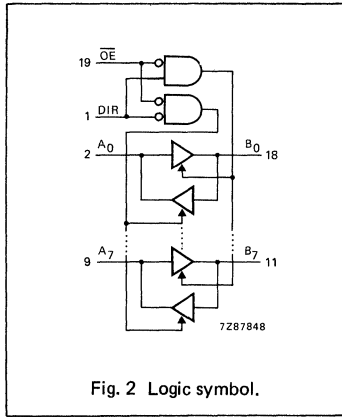 19 OE
1 DIR
2 A0 B0 18
9 A7 B7 11
7Z87848
Fig. 2 Logic symbol.